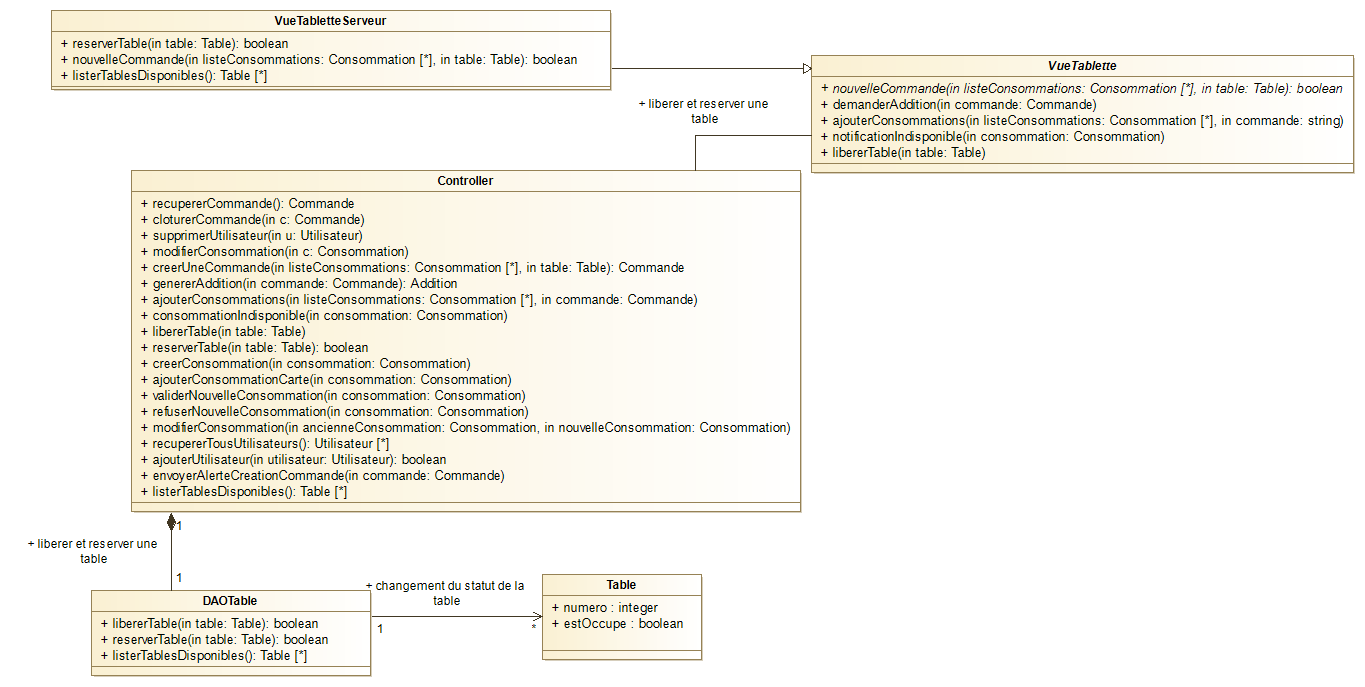 VueTabletteServeur
+ reserverTable(in table: Table): boolean
+ nouvelleCommande(in listeConsommations: Consommation [*], in table: Table): boolean
+ listerTablesDisponibles(): Table [*]
VueTablette
+ nouvelleCommande(in listeConsommations: Consommation [*], in table: Table): boolean
+ demanderAddition(in commande: Commande)
+ ajouterConsommations(in listeConsommations: Consommation [*], in commande: string)
+ notificationIndisponible(in consommation: Consommation)
+ libererTable(in table: Table)
+ liberer et reserver une
table
Controller
+ recupererCommande(): Commande
+ cloturerCommande(in c: Commande)
+ supprimerUtilisateur(in u: Utilisateur)
+ modifierConsommation(in c: Consommation)
+ creerUneCommande(in listeConsommations: Consommation [*], in table: Table): Commande
+ genererAddition(in commande: Commande): Addition
+ ajouterConsommations(in listeConsommations: Consommation [*], in commande: Commande)
+ consommationIndisponible(in consommation: Consommation)
+ libererTable(in table: Table)
+ reserverTable(in table: Table): boolean
+ creerConsommation(in consommation: Consommation)
+ ajouterConsommationCarte(in consommation: Consommation)
+ validerNouvelleConsommation(in consommation: Consommation)
+ refuserNouvelleConsommation(in consommation: Consommation)
+ modifierConsommation(in ancienneConsommation: Consommation, in nouvelleConsommation: Consommation)
+ recupererTousUtilisateurs(): Utilisateur [*]
+ ajouterUtilisateur(in utilisateur: Utilisateur): boolean
+ envoyerAlerteCreationCommande(in commande: Commande)
+ listerTablesDisponibles(): Table [*]
1
+ liberer et reserver une
table
1
DAOTable
+ libererTable(in table: Table): boolean
+ reserverTable(in table: Table): boolean
+ listerTablesDisponibles(): Table [*]
+ changement du statut de la
table
1
*
Table
+ numero : integer
+ estOccupe : boolean